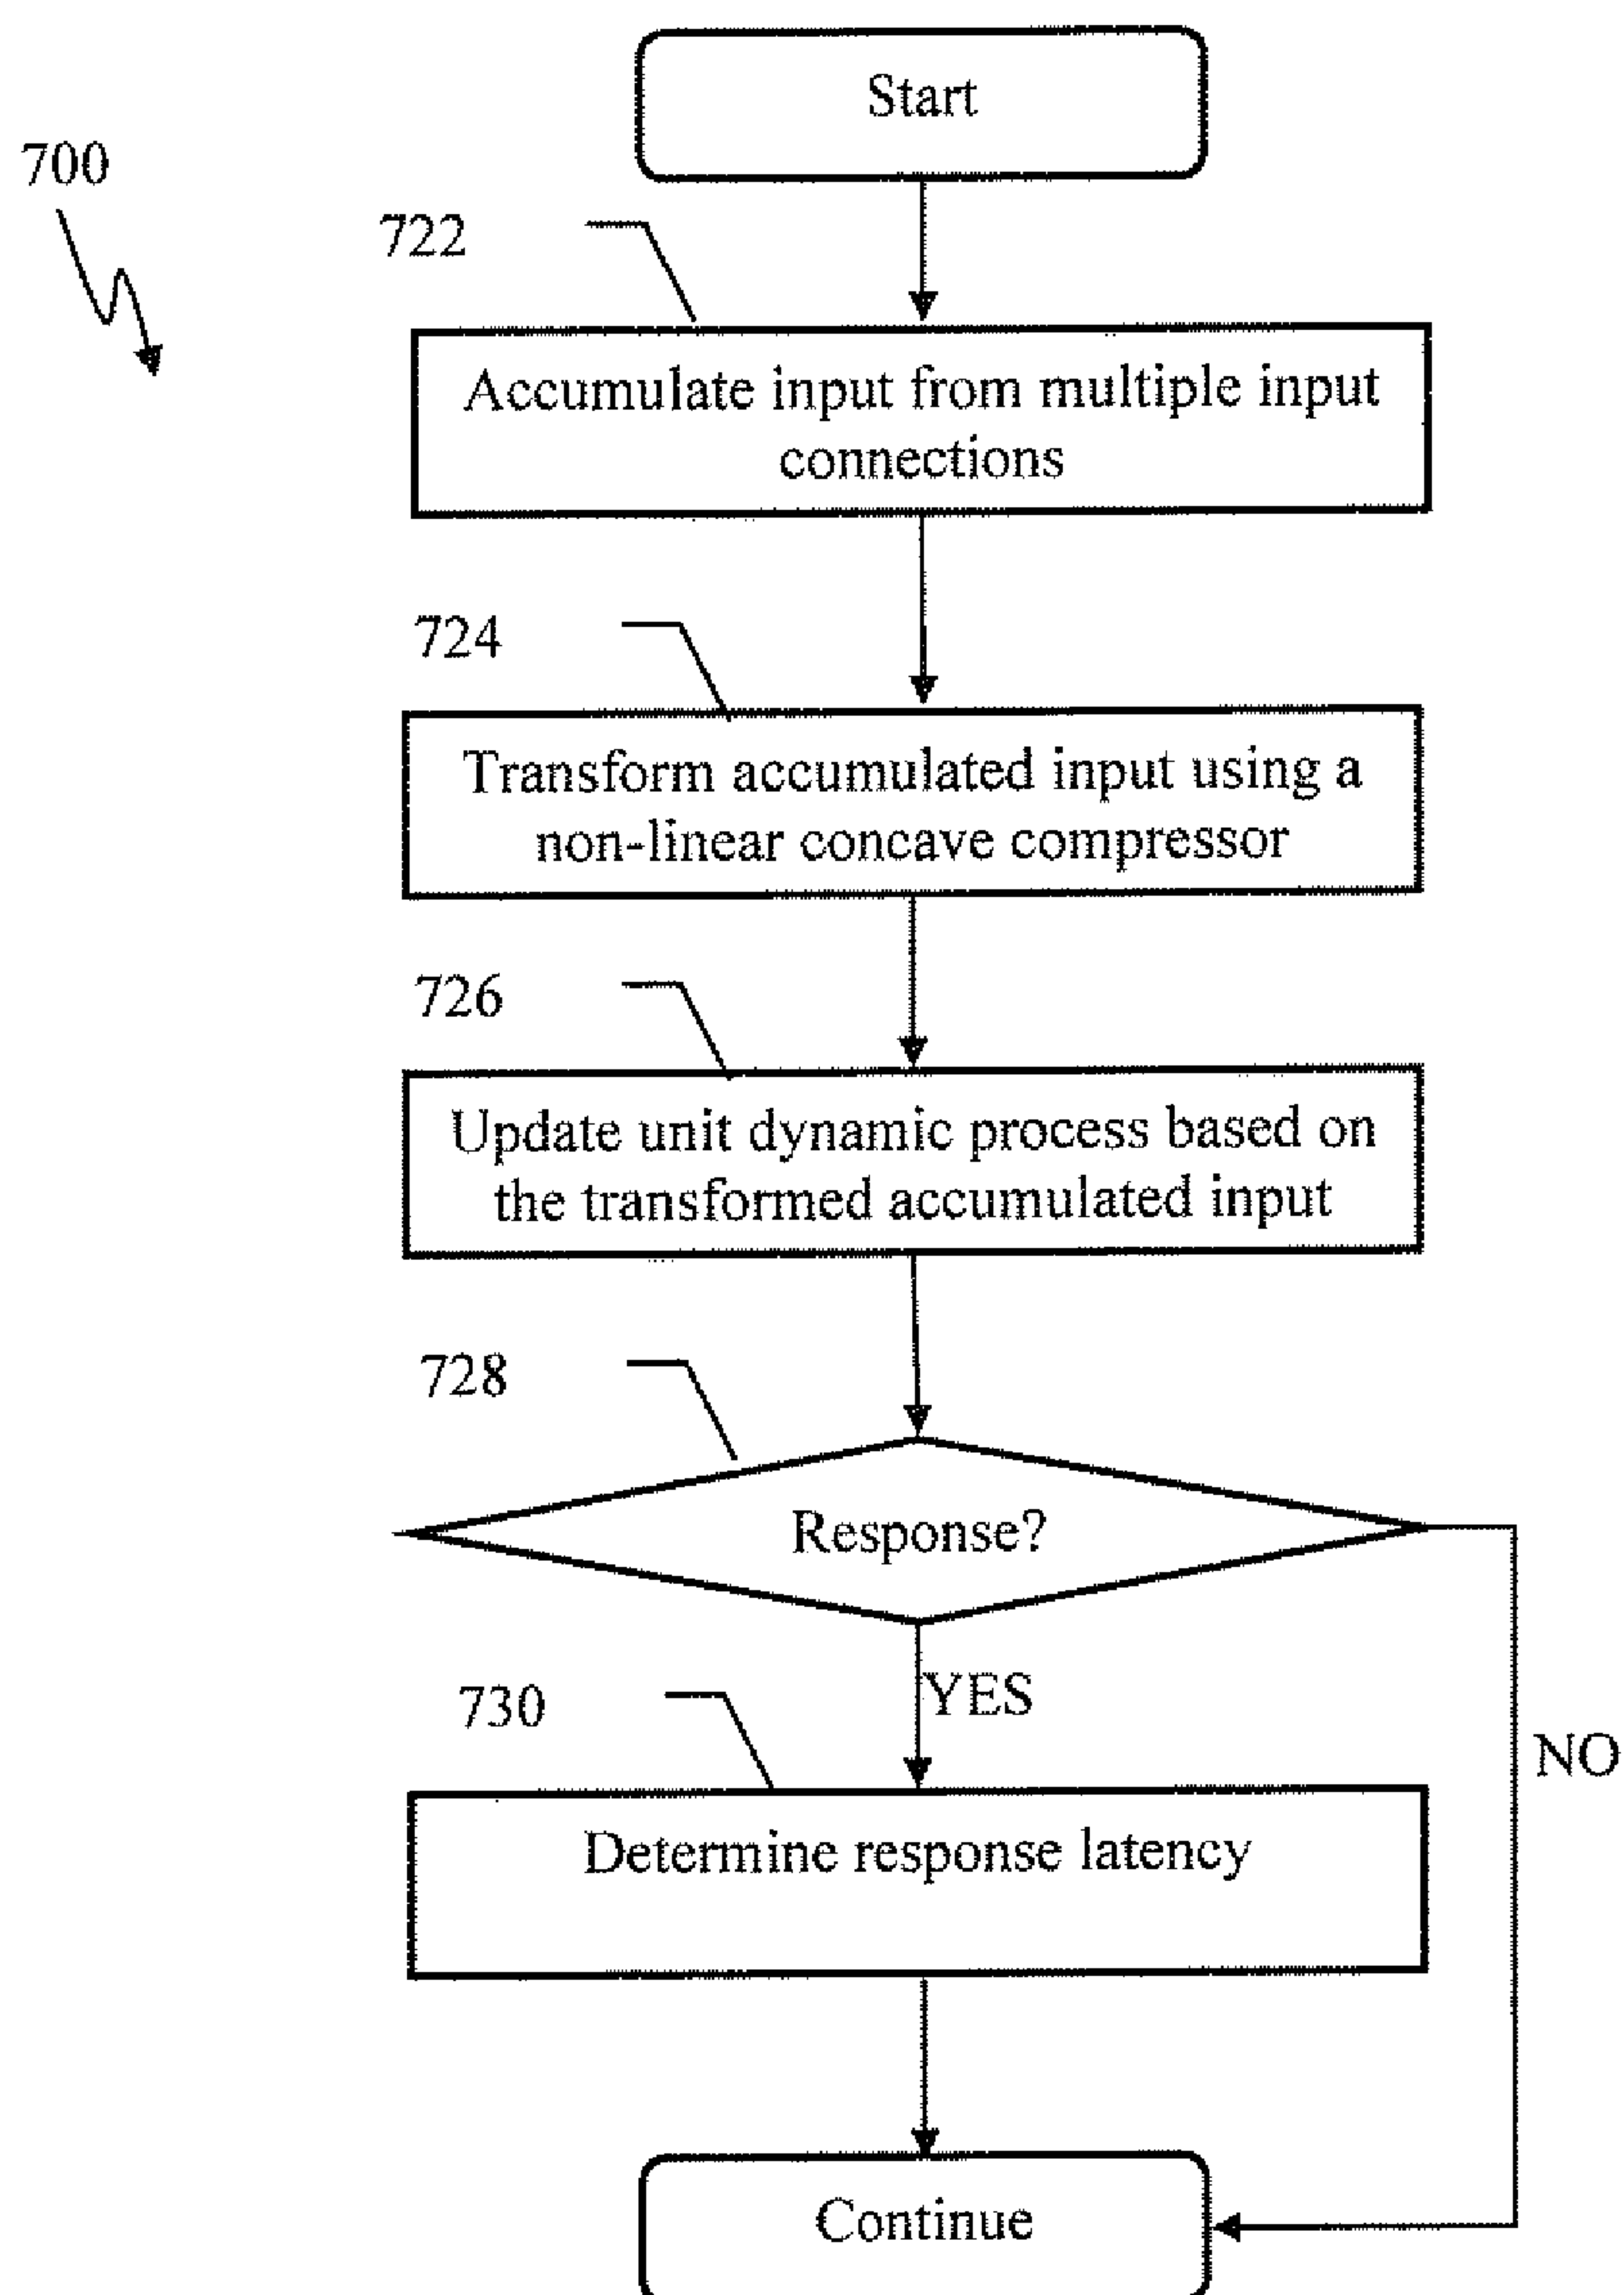 Start
700
722
Accumulate input from multiple input
connections
724
Transform accumulated input using a
non-linear concave compressor
726
Update unit dynamic process based on
the transformed accumulated input
728
Response?
YES
730
NO
Determine response latency
Continue